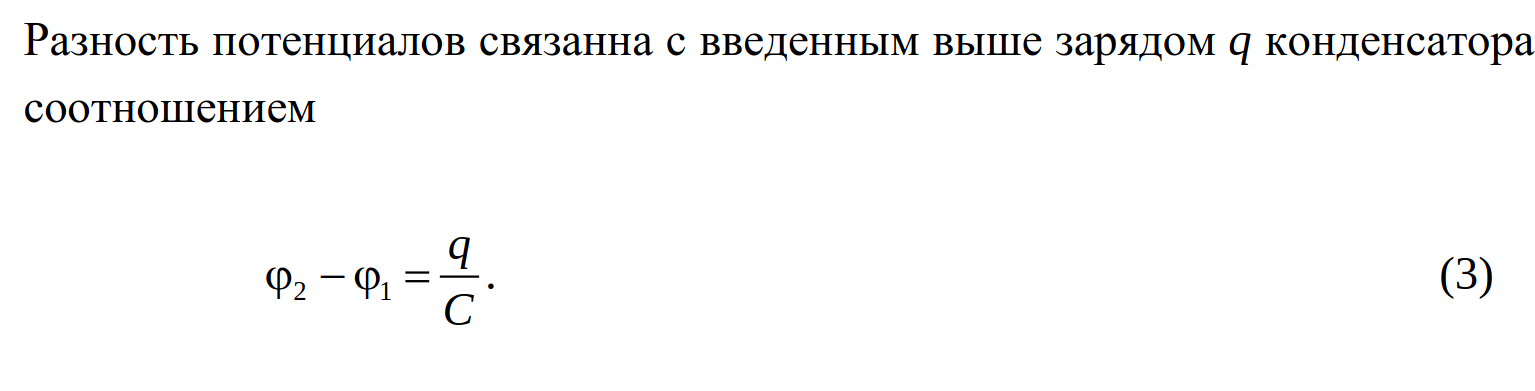 Разность потенциалов связанна с введенным выше зарядом q конденсатора
соотношением
φ₂ − φ₁ = q/C. (3)